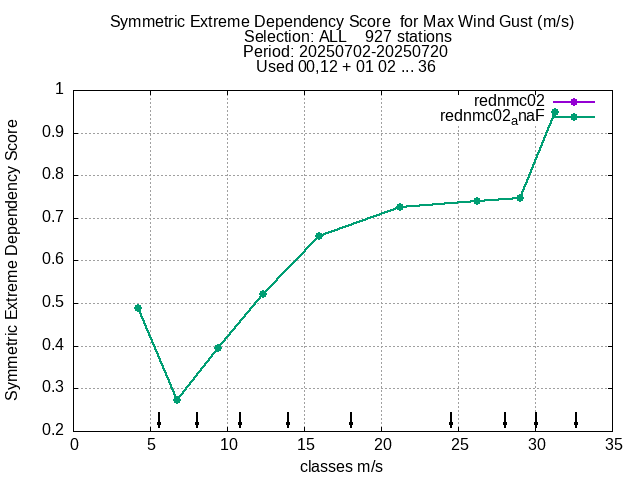 Symmetric Extreme Dependency Score  for Max Wind Gust (m/s)
Selection: ALL    927 stations
Period: 20250702-20250720
Used 00,12 + 01 02 ... 36
rednmc02
rednmc02anaF
Symmetric Extreme Dependency Score
1
0.9
0.8
0.7
0.6
0.5
0.4
0.3
0.2
0 5 10 15 20 25 30 35
classes m/s